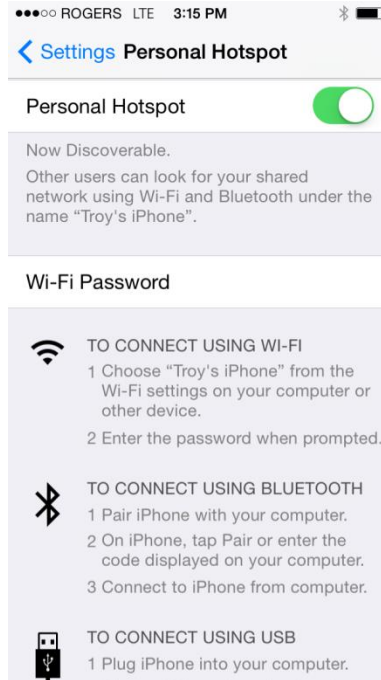 ROGERS LTE 3:15 PM
Settings Personal Hotspot
Personal Hotspot
Now Discoverable.
Other users can look for your shared
network using Wi-Fi and Bluetooth under the
name “Troy's iPhone”.
Wi-Fi Password
TO CONNECT USING WI-FI
1 Choose “Troy's iPhone” from the
Wi-Fi settings on your computer or
other device.
2 Enter the password when prompted.
TO CONNECT USING BLUETOOTH
1 Pair iPhone with your computer.
2 On iPhone, tap Pair or enter the
code displayed on your computer.
3 Connect to iPhone from computer.
TO CONNECT USING USB
1 Plug iPhone into your computer.